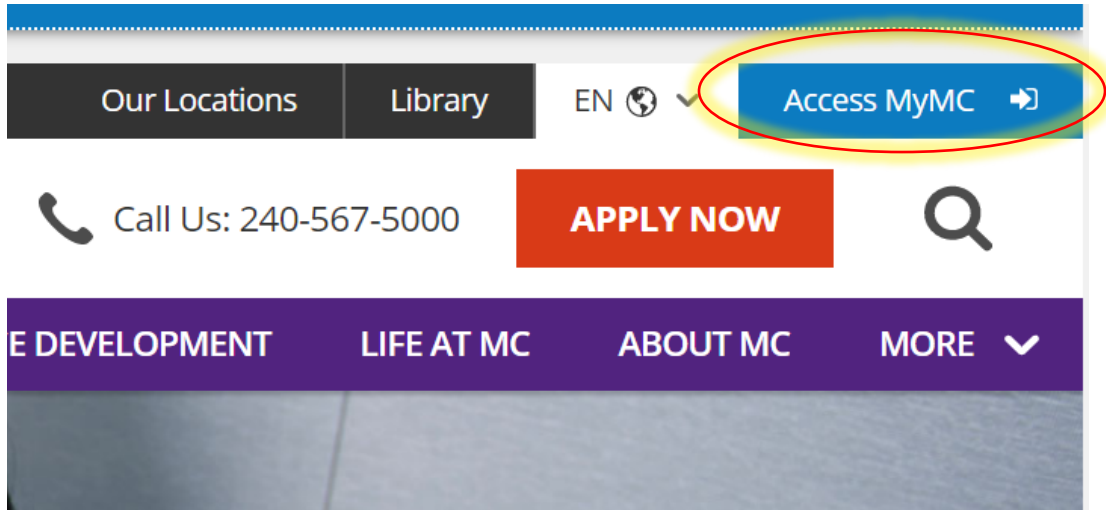 Our Locations Library EN Access MyMC
Call Us: 240-567-5000 APPLY NOW
E DEVELOPMENT LIFE AT MC ABOUT MC MORE